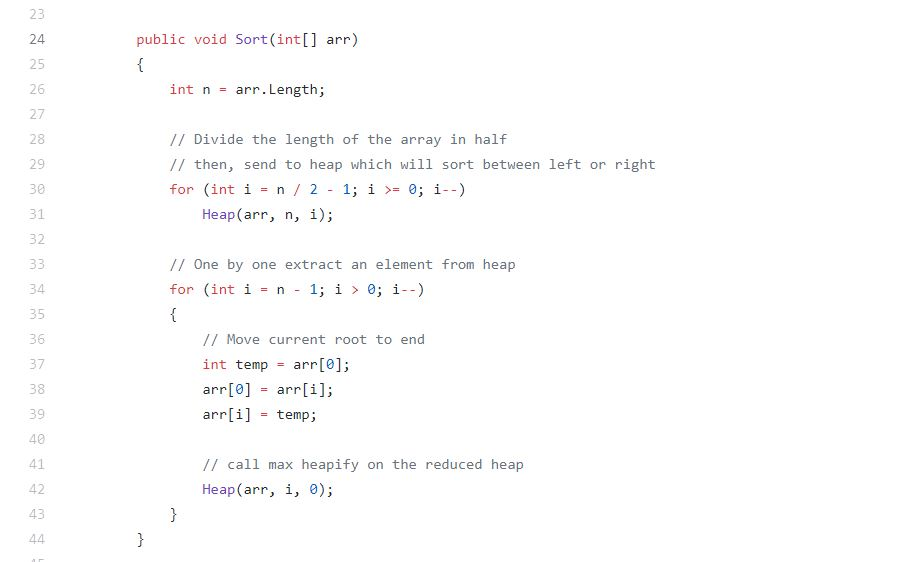 23
24 public void Sort(int[] arr)
25 {
26 int n = arr.Length;
27
28 // Divide the length of the array in half
29 // then, send to heap which will sort between left or right
30 for (int i = n / 2 - 1; i >= 0; i--)
31 Heap(arr, n, i);
32
33 // One by one extract an element from heap
34 for (int i = n - 1; i > 0; i--)
35 {
36 // Move current root to end
37 int temp = arr[0];
38 arr[0] = arr[i];
39 arr[i] = temp;
40
41 // call max heapify on the reduced heap
42 Heap(arr, i, 0);
43 }
44 }